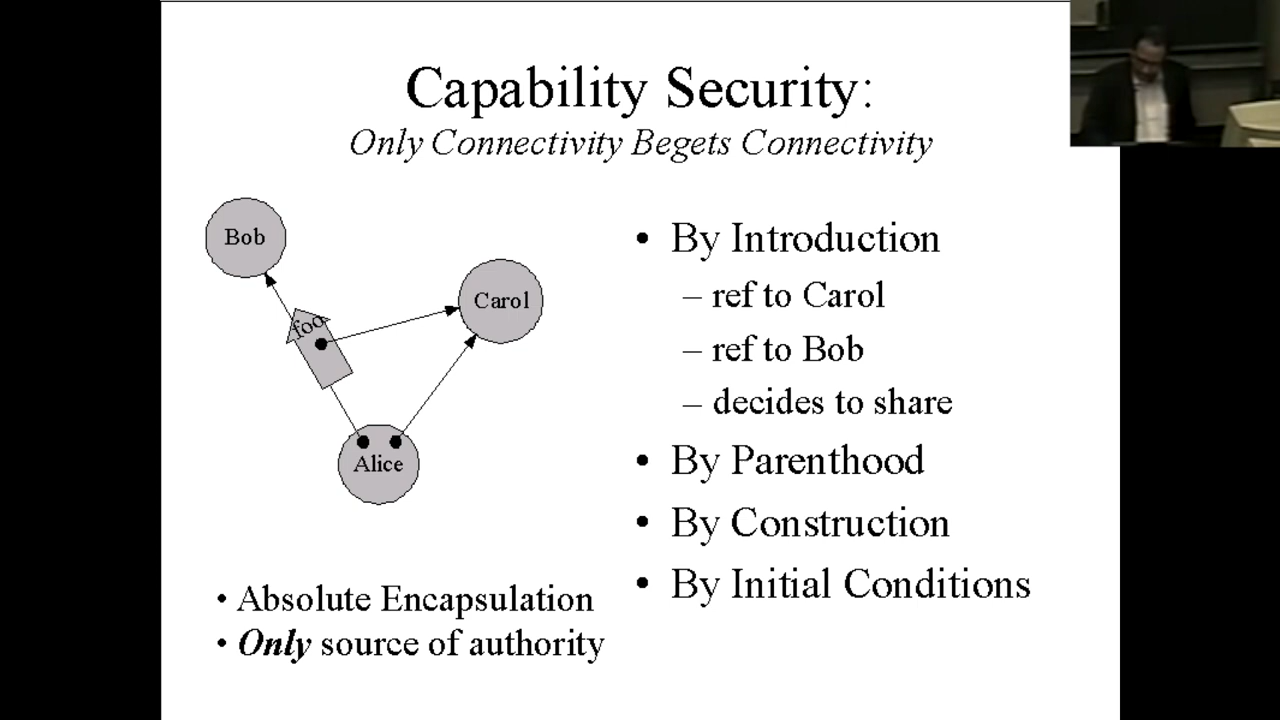 Capability Security:
Only Connectivity Begets Connectivity
Bob
Carol
foo
Alice
• By Introduction
– ref to Carol
– ref to Bob
– decides to share
• By Parenthood
• By Construction
• By Initial Conditions
• Absolute Encapsulation
• Only source of authority